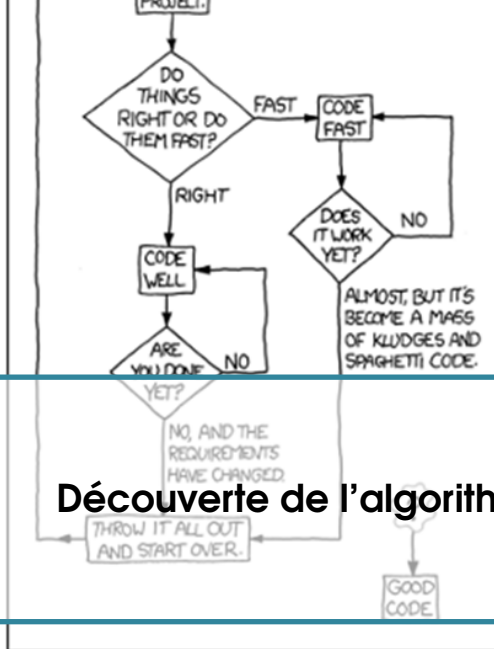 PROJECT.
DO
THINGS
RIGHT OR DO
THEM FAST?
FAST
CODE
FAST
RIGHT
DOES
IT WORK
YET?
NO
CODE
WELL
ALMOST, BUT IT'S
BECOME A MASS
OF KLUDGES AND
SPAGHETTI CODE.
ARE
YOU DONE
YET?
NO
NO, AND THE
REQUIREMENTS
HAVE CHANGED.
Découverte de l'algorith
THROW IT ALL OUT
AND START OVER.
GOOD
CODE